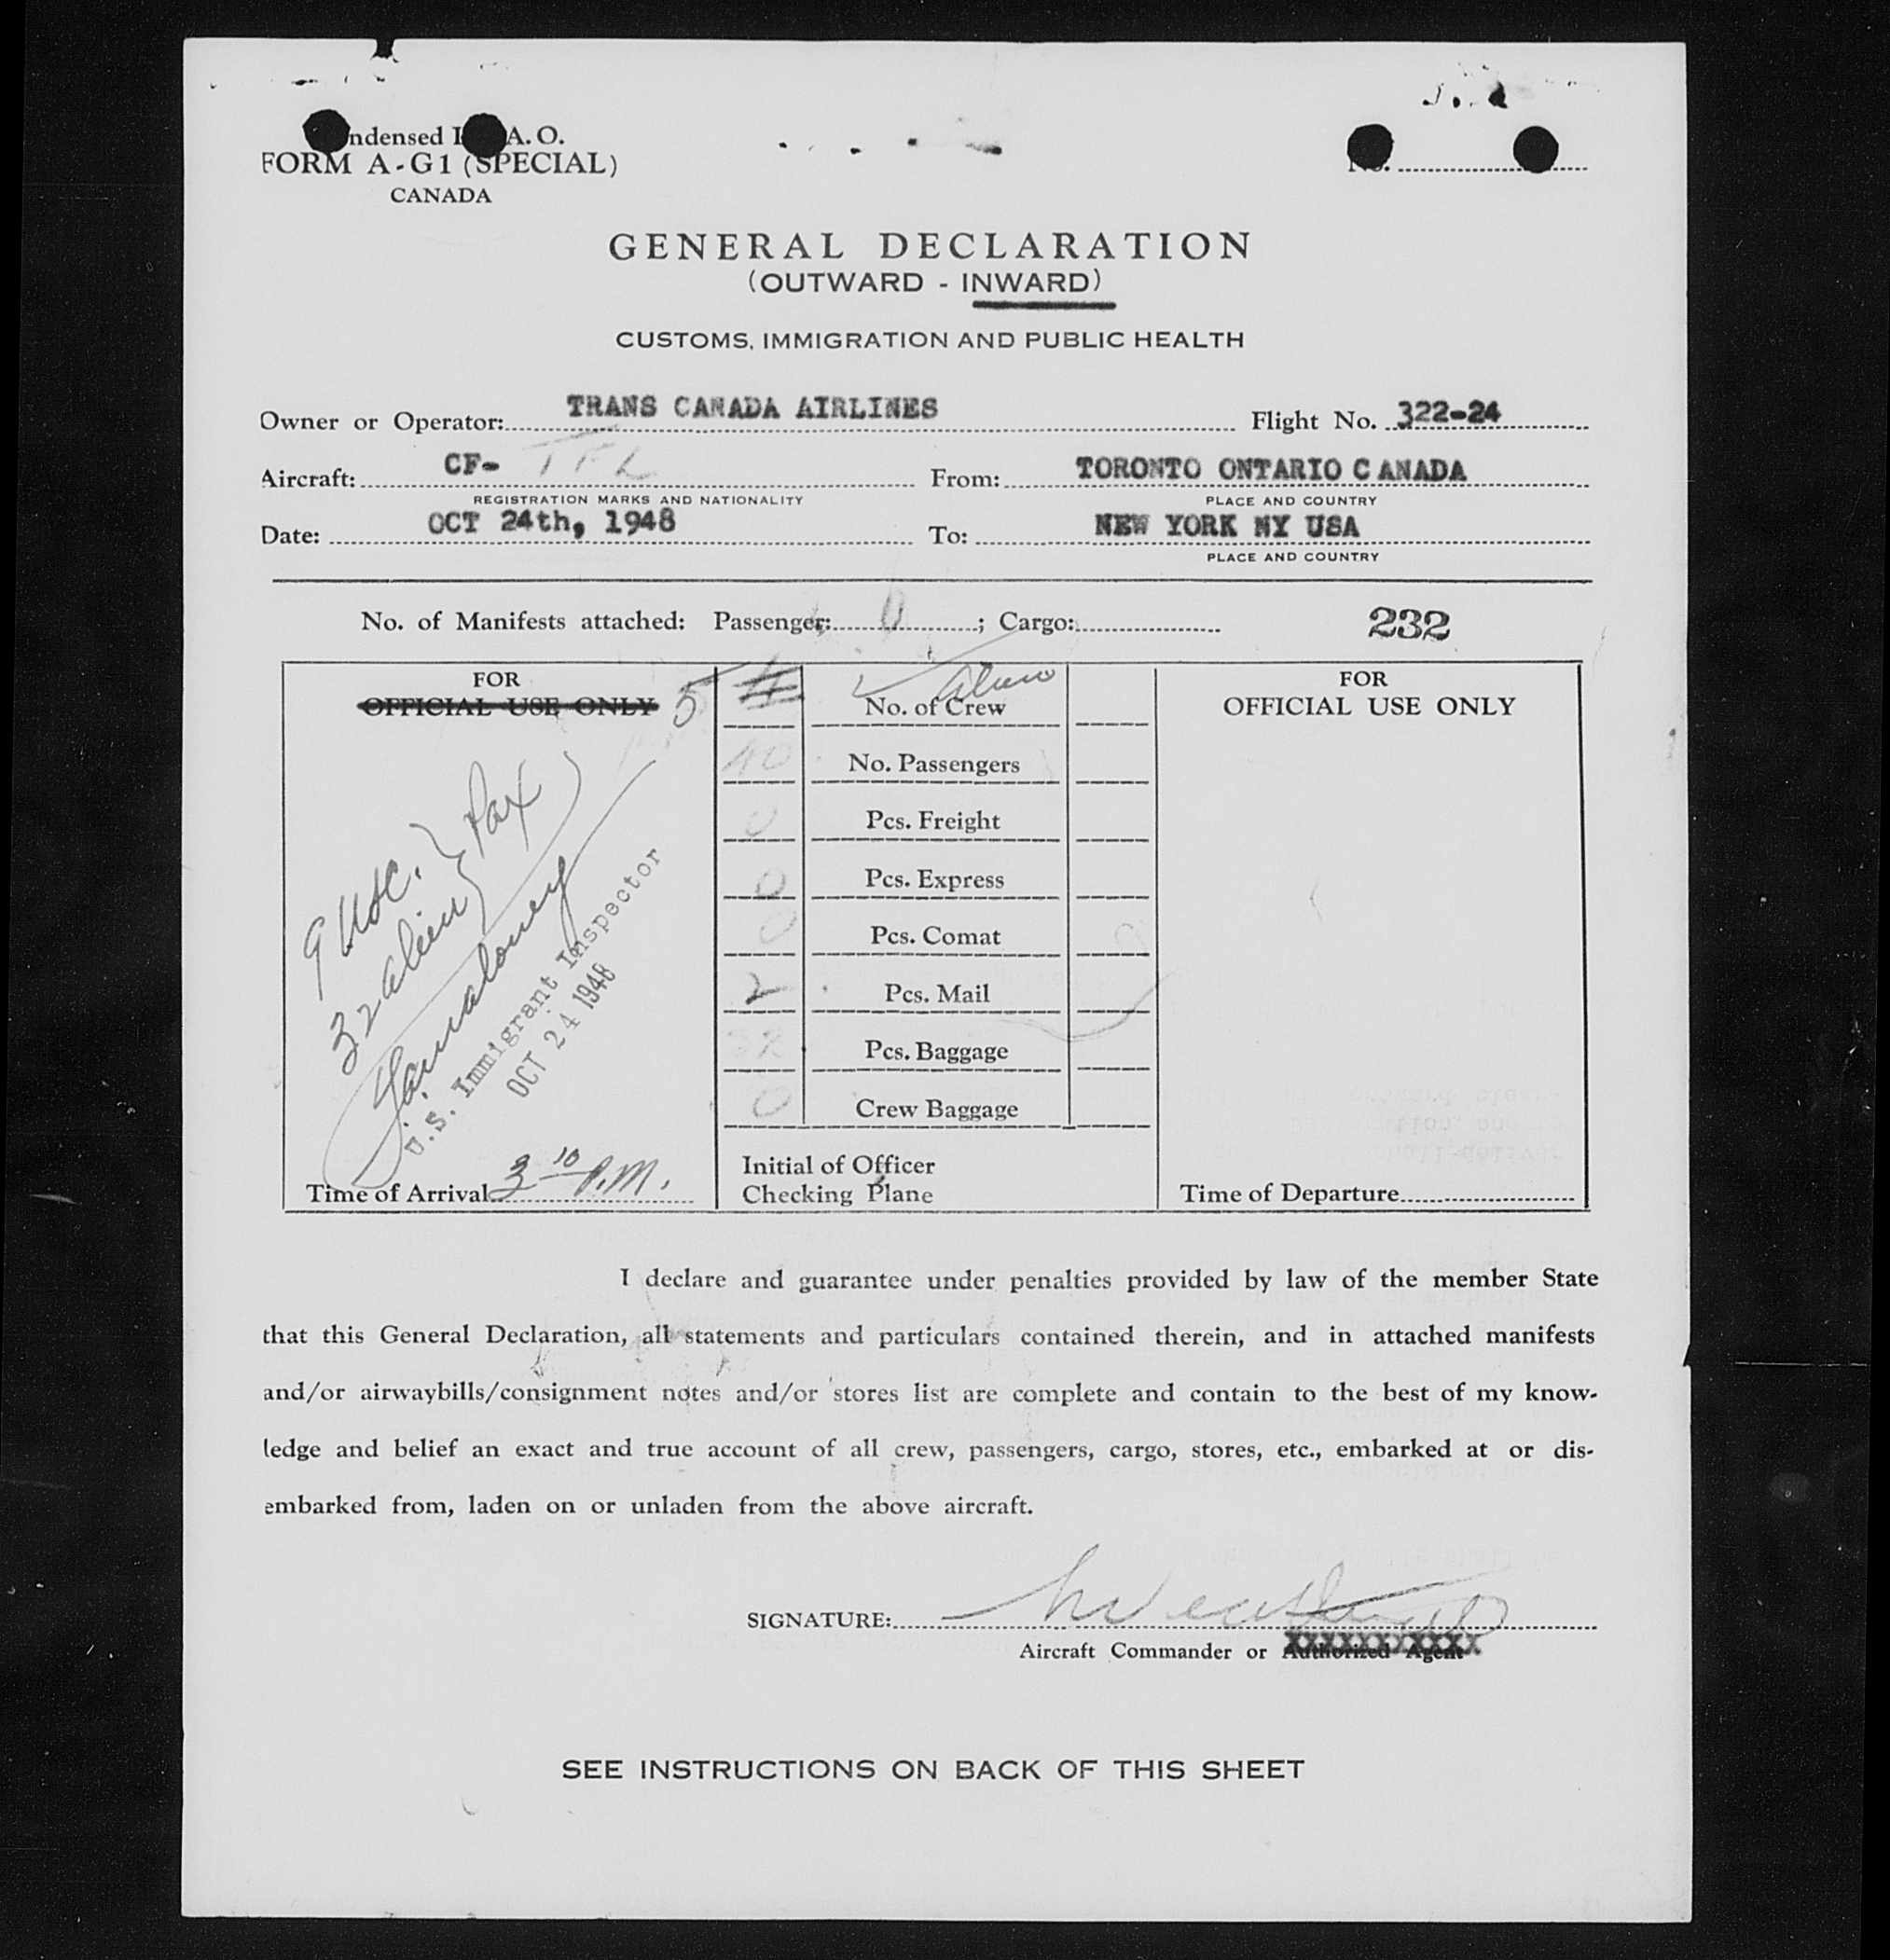 ndensed I A. O.
No.
FORM A-G1 (SPECIAL)
CANADA
GENERAL DECLARATION
(OUTWARD - INWARD)
CUSTOMS, IMMIGRATION AND PUBLIC HEALTH
Owner or Operator: TRANS CANADA AIRLINES Flight No. 322-24
Aircraft: CF- TFL From: TORONTO ONTARIO CANADA
REGISTRATION MARKS AND NATIONALITY PLACE AND COUNTRY
Date: OCT 24th, 1948 To: NEW YORK NY USA
PLACE AND COUNTRY
No. of Manifests attached: Passenger: 0 ; Cargo: 232
FOR
OFFICIAL USE ONLY
9 USC. } Pax
32 alien
U.S. Immigrant Inspector
OCT 24 1948
Time of Arrival 3 10 P.M.
5 4 No. of Crew
alien
40 No. Passengers
0 Pcs. Freight
0 Pcs. Express
0 Pcs. Comat
2 Pcs. Mail
Pcs. Baggage
0 Crew Baggage
Initial of Officer
Checking Plane
FOR
OFFICIAL USE ONLY
Time of Departure
I declare and guarantee under penalties provided by law of the member State
that this General Declaration, all statements and particulars contained therein, and in attached manifests
and/or airwaybills/consignment notes and/or stores list are complete and contain to the best of my know-
ledge and belief an exact and true account of all crew, passengers, cargo, stores, etc., embarked at or dis-
embarked from, laden on or unladen from the above aircraft.
SIGNATURE:
Aircraft Commander or Authorized Agent
SEE INSTRUCTIONS ON BACK OF THIS SHEET